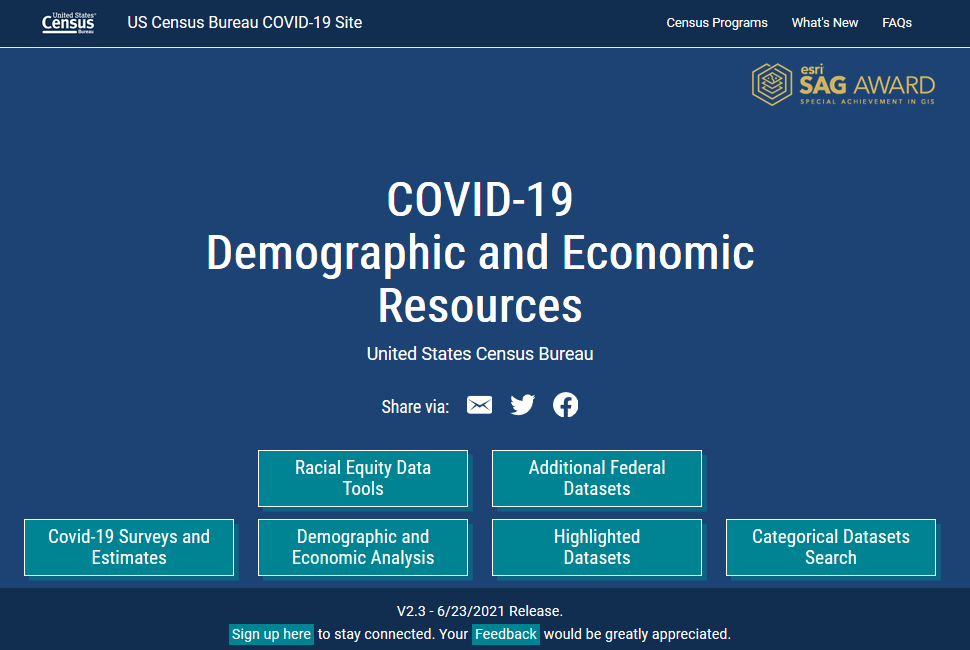 United States®
Census
Bureau
US Census Bureau COVID-19 Site
Census Programs
What's New
FAQs
esri
SAG AWARD
SPECIAL ACHIEVEMENT IN GIS
COVID-19
Demographic and Economic
Resources
United States Census Bureau
Share via:
Racial Equity Data
Tools
Additional Federal
Datasets
Covid-19 Surveys and
Estimates
Demographic and
Economic Analysis
Highlighted
Datasets
Categorical Datasets
Search
V2.3 - 6/23/2021 Release.
Sign up here to stay connected. Your Feedback would be greatly appreciated.